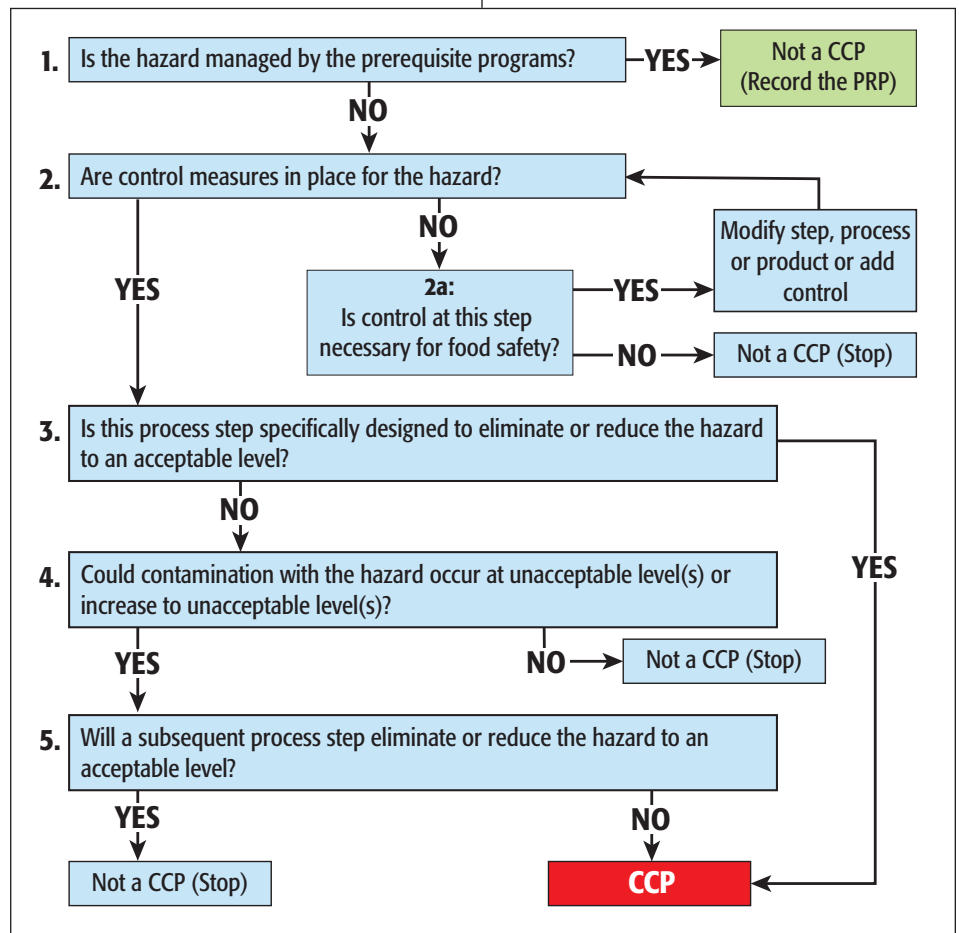 1. Is the hazard managed by the prerequisite programs?
YES
Not a CCP
(Record the PRP)
NO
2. Are control measures in place for the hazard?
NO
YES
2a:
Is control at this step
necessary for food safety?
YES
Modify step, process
or product or add
control
NO
Not a CCP (Stop)
3. Is this process step specifically designed to eliminate or reduce the hazard
to an acceptable level?
NO
YES
4. Could contamination with the hazard occur at unacceptable level(s) or
increase to unacceptable level(s)?
YES
NO
Not a CCP (Stop)
5. Will a subsequent process step eliminate or reduce the hazard to an
acceptable level?
YES
NO
Not a CCP (Stop)
CCP